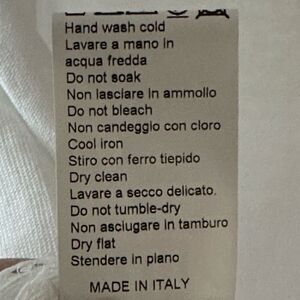 Hand wash cold
Lavare a mano in
acqua fredda
Do not soak
Non lasciare in ammollo
Do not bleach
Non candeggio con cloro
Cool iron
Stiro con ferro tiepido
Dry clean
Lavare a secco delicato.
Do not tumble-dry
Non asciugare in tamburo
Dry flat
Stendere in piano
MADE IN ITALY